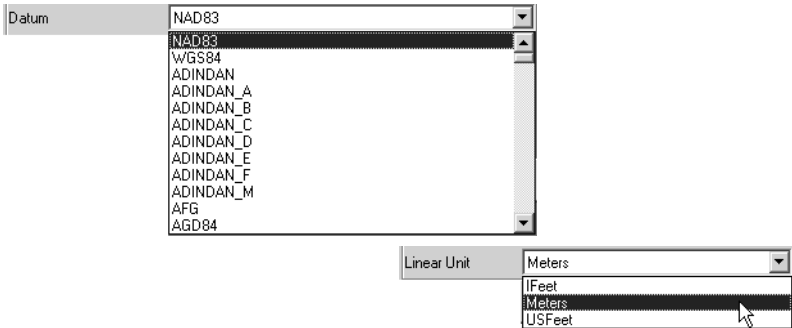 Datum NAD83
NAD83
WGS84
ADINDAN
ADINDAN_A
ADINDAN_B
ADINDAN_C
ADINDAN_D
ADINDAN_E
ADINDAN_F
ADINDAN_M
AFG
AGD84
Linear Unit Meters
IFeet
Meters
USFeet